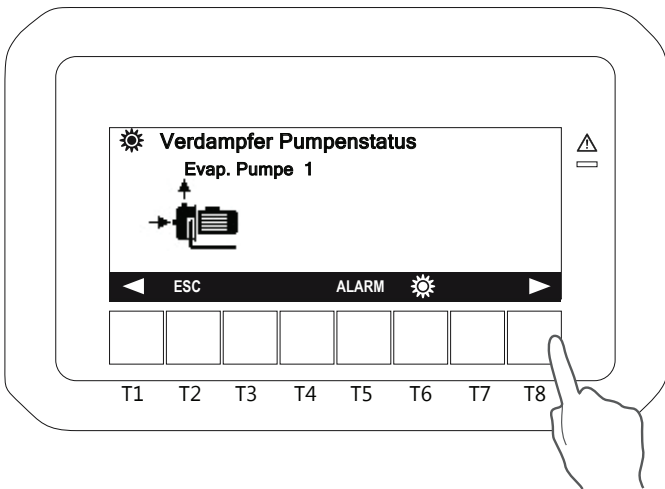 Verdampfer Pumpenstatus
Evap. Pumpe 1
ESC ALARM
T1 T2 T3 T4 T5 T6 T7 T8